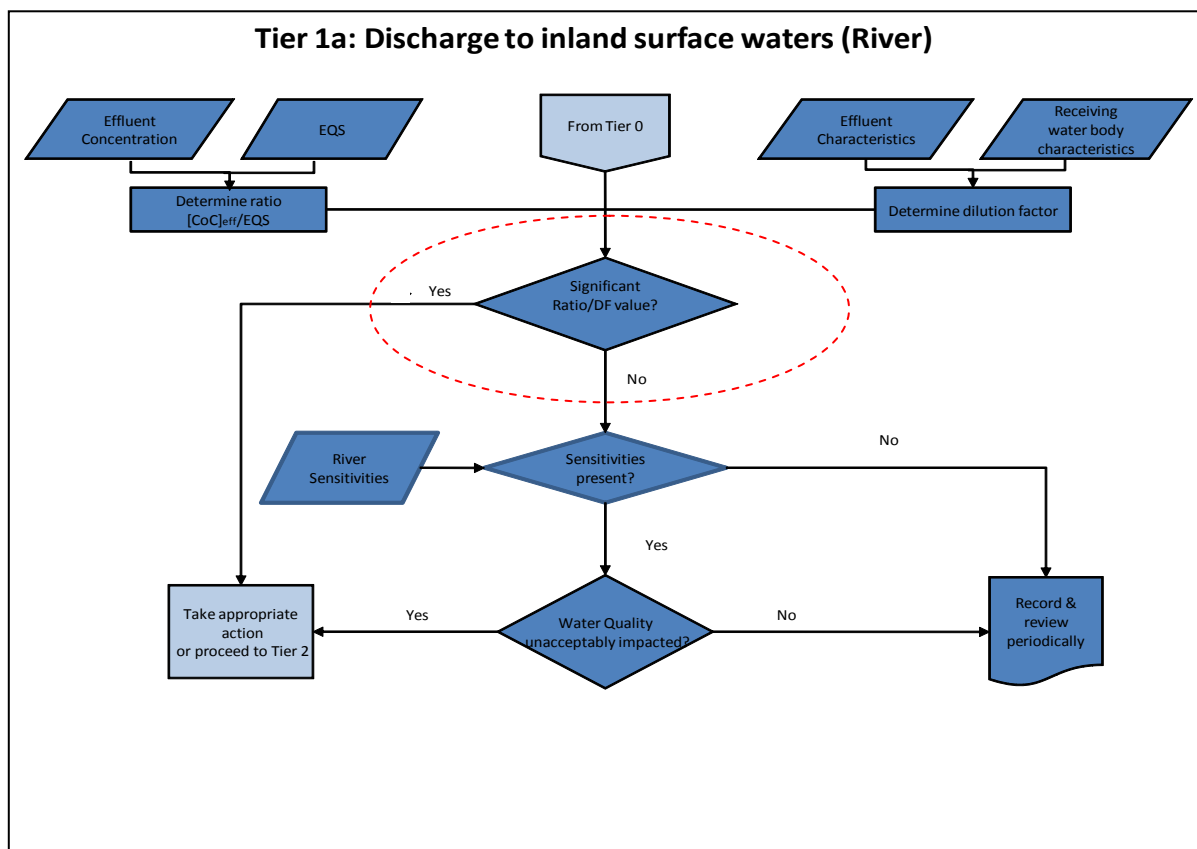 Tier 1a: Discharge to inland surface waters (River)
Effluent
Concentration
EQS
From Tier 0
Effluent
Characteristics
Receiving
water body
characteristics
Determine ratio
[CoC]eff/EQS
Determine dilution factor
Yes
Significant
Ratio/DF value?
No
River
Sensitivities
Sensitivities
present?
No
Yes
Take appropriate
action
or proceed to Tier 2
Yes
Water Quality
unacceptably impacted?
No
Record &
review
periodically